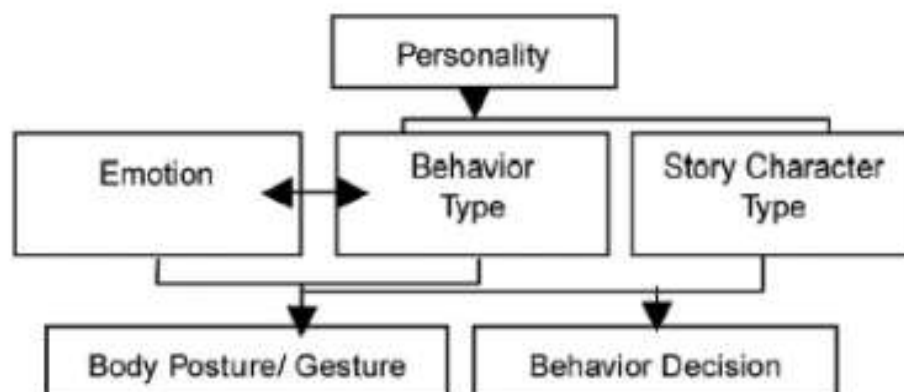 Personality
Emotion
Behavior
Type
Story Character
Type
Body Posture/ Gesture
Behavior Decision